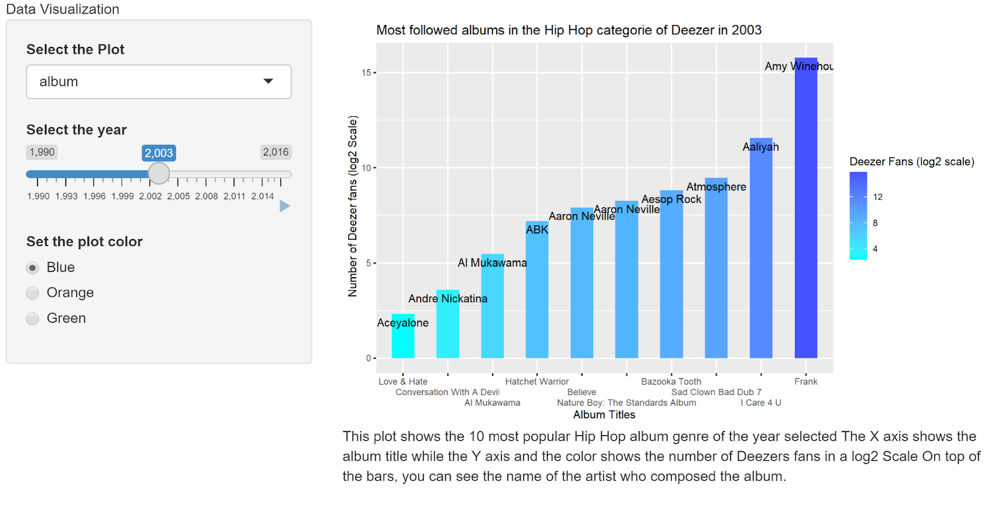 Data Visualization
Select the Plot
album
Select the year
1,990 2,003 2,016
1,990 1,993 1,996 1,999 2,002 2,005 2,008 2,011 2,014
Set the plot color
Blue
Orange
Green
Most followed albums in the Hip Hop categorie of Deezer in 2003
Number of Deezer fans (log2 Scale)
15
10
5
0
Amy Winehou
Aaliyah
Atmosphere
Aesop Rock
Aaron Neville
Aaron Neville
ABK
Al Mukawama
Andre Nickatina
Aceyalone
Love & Hate Hatchet Warrior Bazooka Tooth Frank
Conversation With A Devil Believe Sad Clown Bad Dub 7
Al Mukawama Nature Boy: The Standards Album I Care 4 U
Album Titles
Deezer Fans (log2 scale)
12
8
4
This plot shows the 10 most popular Hip Hop album genre of the year selected The X axis shows the
album title while the Y axis and the color shows the number of Deezers fans in a log2 Scale On top of
the bars, you can see the name of the artist who composed the album.